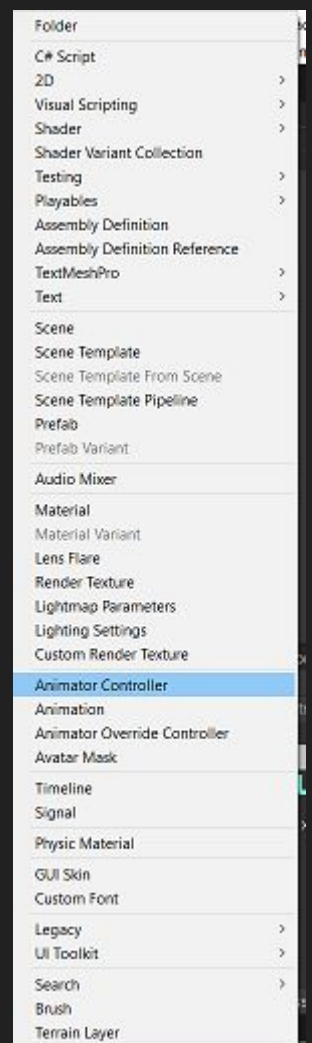 Folder
C# Script
2D
Visual Scripting
Shader
Shader Variant Collection
Testing
Playables
Assembly Definition
Assembly Definition Reference
TextMeshPro
Text
Scene
Scene Template
Scene Template From Scene
Scene Template Pipeline
Prefab
Prefab Variant
Audio Mixer
Material
Material Variant
Lens Flare
Render Texture
Lightmap Parameters
Lighting Settings
Custom Render Texture
Animator Controller
Animation
Animator Override Controller
Avatar Mask
Timeline
Signal
Physic Material
GUI Skin
Custom Font
Legacy
UI Toolkit
Search
Brush
Terrain Layer